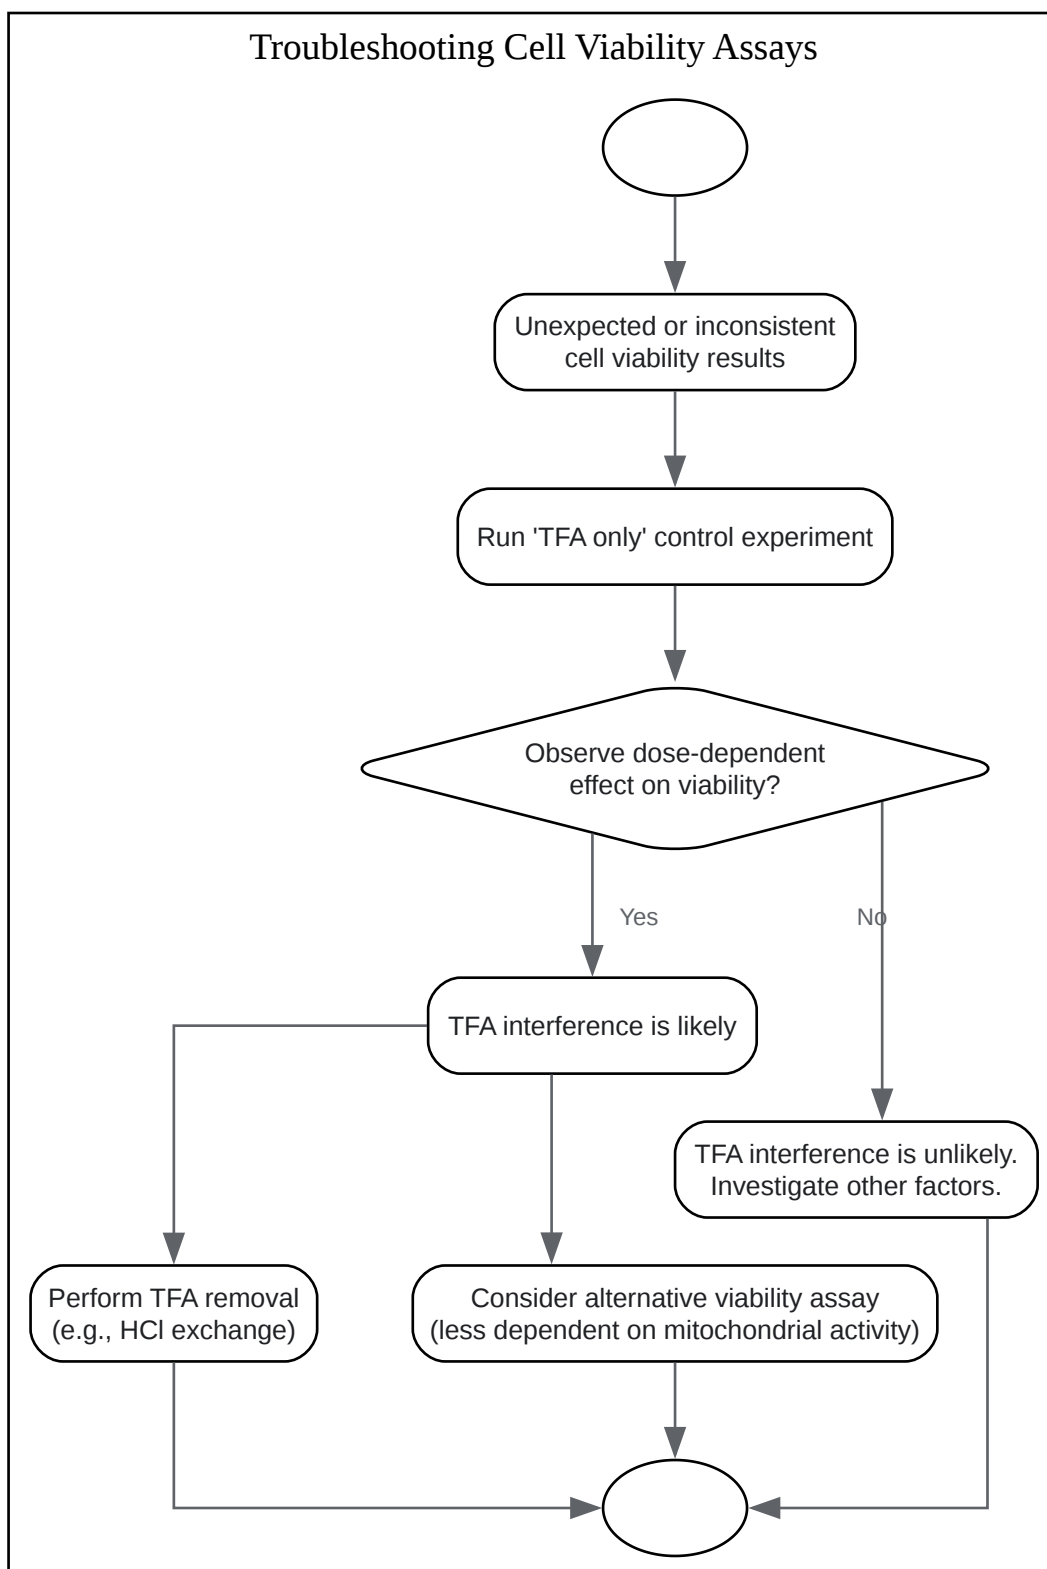 Troubleshooting Cell Viability Assays
Unexpected or inconsistent
cell viability results
Run 'TFA only' control experiment
Observe dose-dependent
effect on viability?
Yes
No
TFA interference is likely
TFA interference is unlikely.
Investigate other factors.
Perform TFA removal
(e.g., HCl exchange)
Consider alternative viability assay
(less dependent on mitochondrial activity)